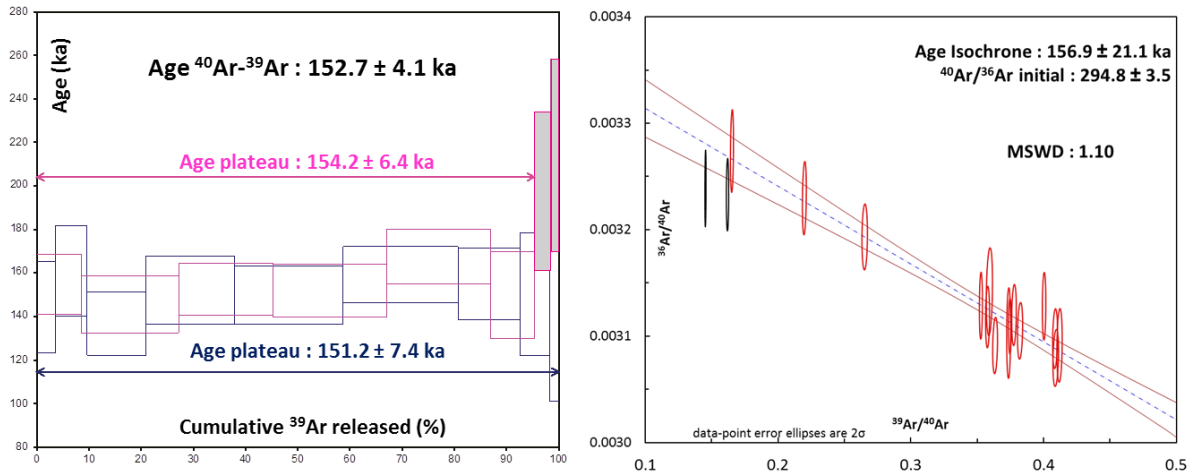 280
260
240
220
200
180
160
140
120
100
80
Age (ka)
Age ⁴⁰Ar-³⁹Ar : 152.7 ± 4.1 ka
Age plateau : 154.2 ± 6.4 ka
Age plateau : 151.2 ± 7.4 ka
Cumulative ³⁹Ar released (%)
0 10 20 30 40 50 60 70 80 90 100
0.0034
0.0033
0.0032
0.0031
0.0030
³⁶Ar/⁴⁰Ar
Age Isochrone : 156.9 ± 21.1 ka
⁴⁰Ar/³⁶Ar initial : 294.8 ± 3.5
MSWD : 1.10
³⁹Ar/⁴⁰Ar
data-point error ellipses are 2σ
0.1 0.2 0.3 0.4 0.5